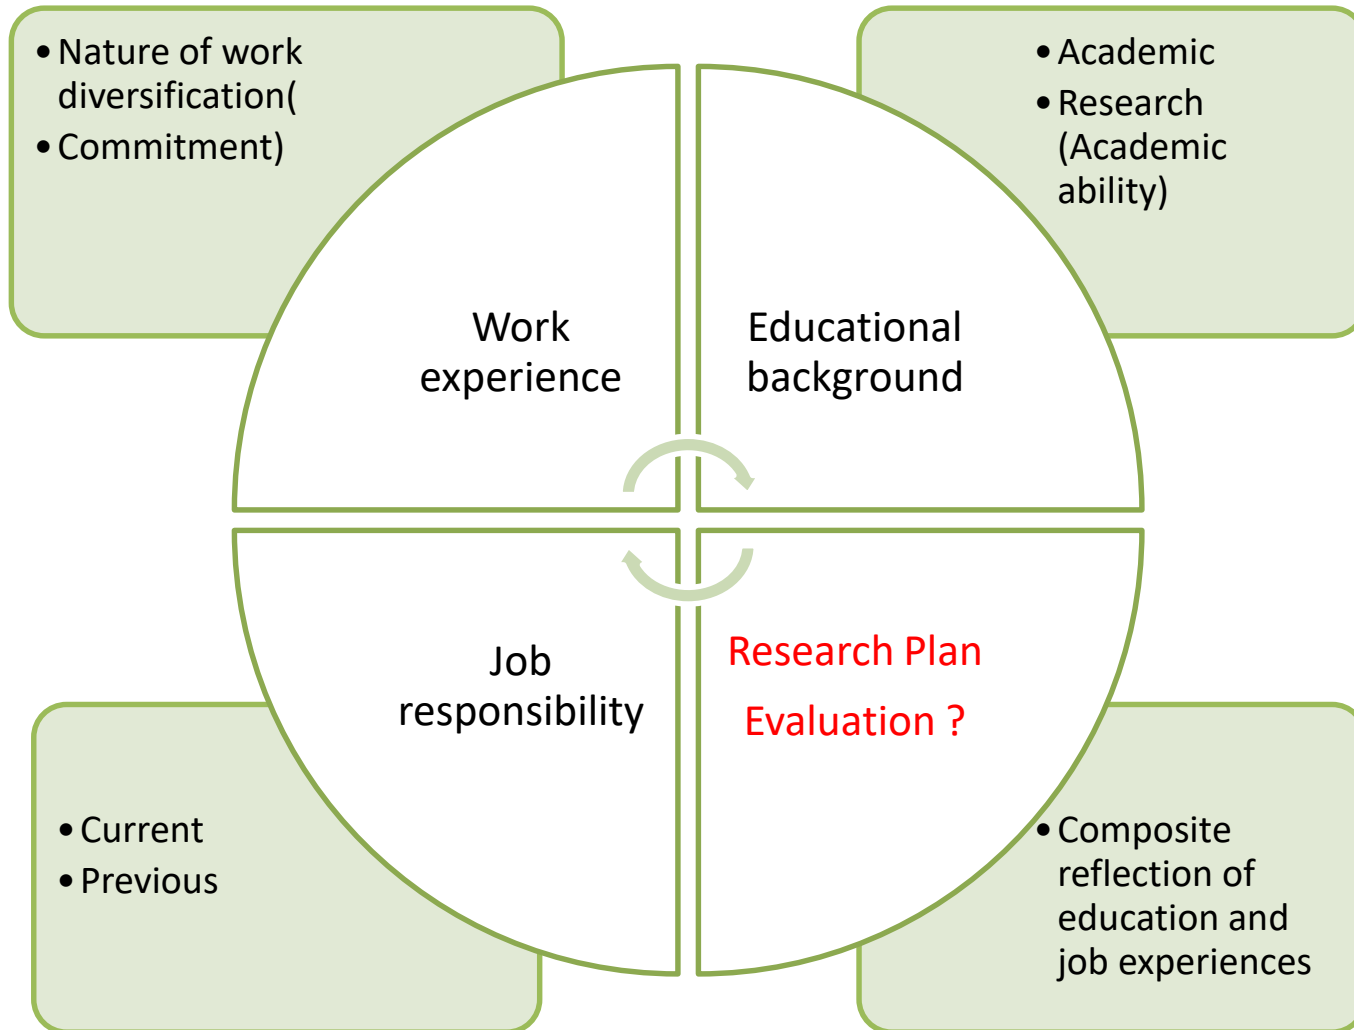 • Nature of work
diversification(
• Commitment)
• Academic
• Research
(Academic
ability)
Work
experience
Educational
background
Job
responsibility
Research Plan
Evaluation ?
• Current
• Previous
• Composite
reflection of
education and
job experiences